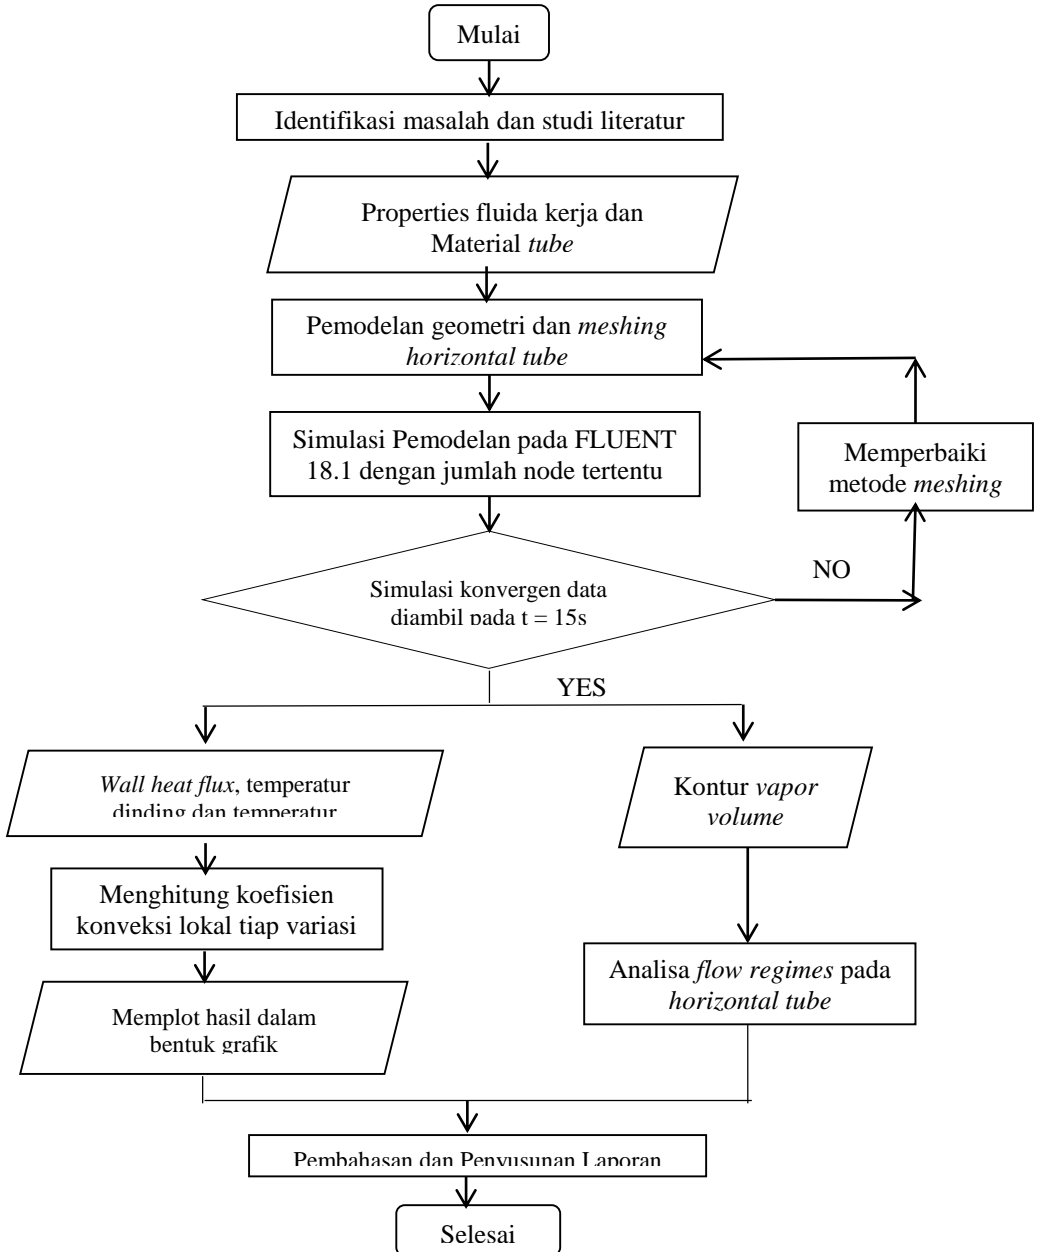 Mulai
Identifikasi masalah dan studi literatur
Properties fluida kerja dan
Material tube
Pemodelan geometri dan meshing
horizontal tube
Simulasi Pemodelan pada FLUENT
18.1 dengan jumlah node tertentu
Memperbaiki
metode meshing
NO
Simulasi konvergen data
diambil pada t = 15s
YES
Wall heat flux, temperatur
dinding dan temperatur
Kontur vapor
volume
Menghitung koefisien
konveksi lokal tiap variasi
Analisa flow regimes pada
horizontal tube
Memplot hasil dalam
bentuk grafik
Pembahasan dan Penyusunan Laporan
Selesai